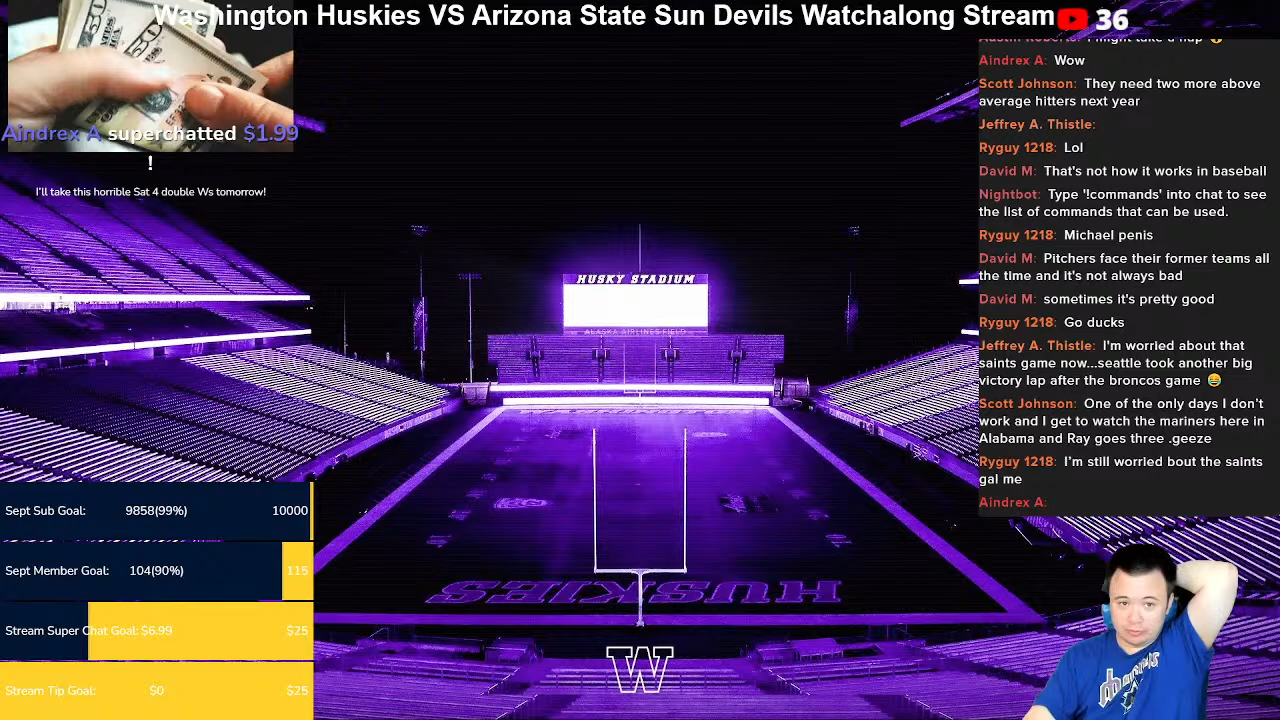 Washington Huskies VS Arizona State Sun Devils Watchalong Stream 36
Aindrex A superchatted $1.99
!
I'll take this horrible Sat 4 double Ws tomorrow!
HUSKY STADIUM
ALASKA AIRLINES FIELD
HUSKIES
W
Sept Sub Goal: 9858(99%) 10000
Sept Member Goal: 104(90%) 115
Stream Super Chat Goal: $6.99 $25
Stream Tip Goal: $0 $25
Austin Roberts: I might take a nap
Aindrex A: Wow
Scott Johnson: They need two more above
average hitters next year
Jeffrey A. Thistle:
Ryguy 1218: Lol
David M: That's not how it works in baseball
Nightbot: Type '!commands' into chat to see
the list of commands that can be used.
Ryguy 1218: Michael penis
David M: Pitchers face their former teams all
the time and it's not always bad
David M: sometimes it's pretty good
Ryguy 1218: Go ducks
Jeffrey A. Thistle: I'm worried about that
saints game now...seattle took another big
victory lap after the broncos game 😂
Scott Johnson: One of the only days I don't
work and I get to watch the mariners here in
Alabama and Ray goes three .geeze
Ryguy 1218: I'm still worried bout the saints
gal me
Aindrex A: